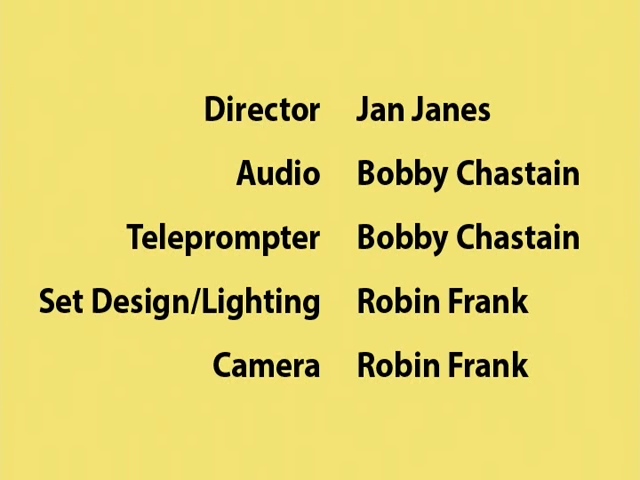 Director Jan Janes
Audio Bobby Chastain
Teleprompter Bobby Chastain
Set Design/Lighting Robin Frank
Camera Robin Frank